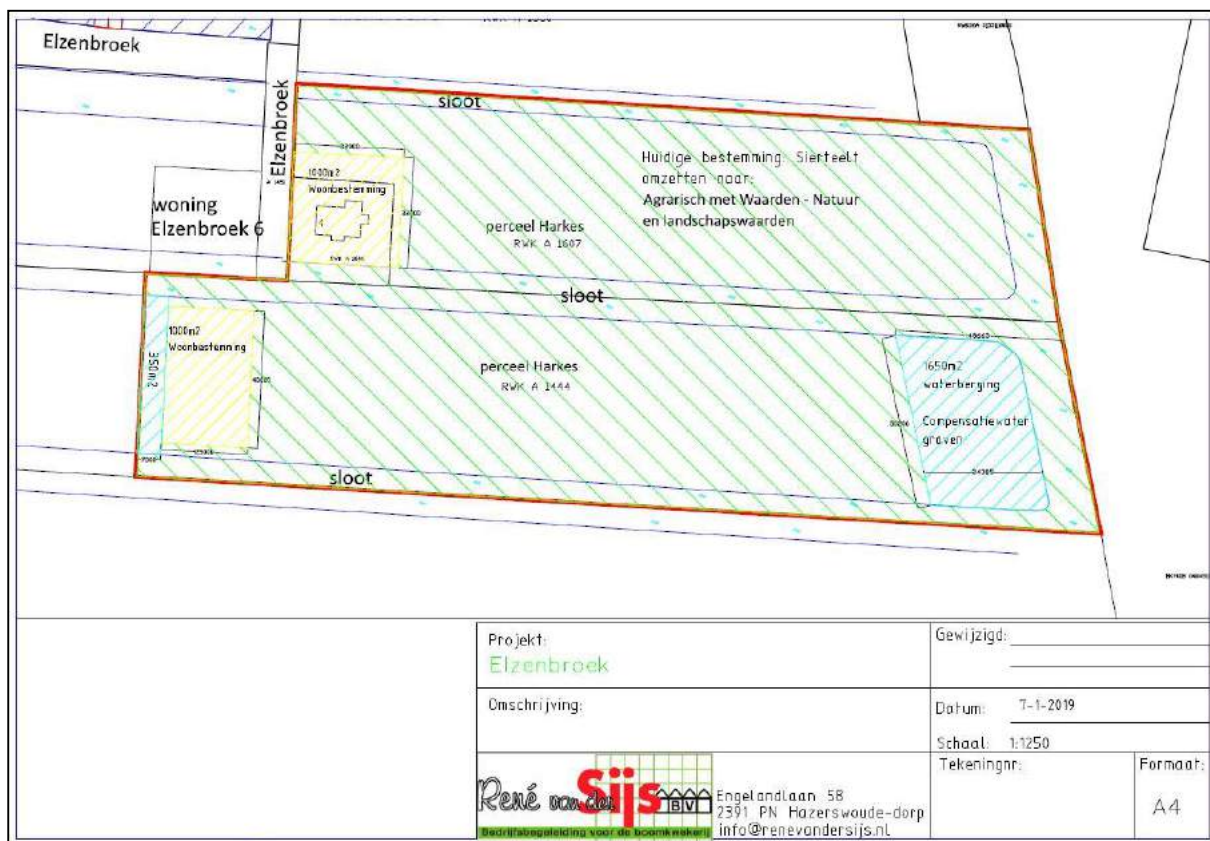 Elzenbroek
Elzenbroek
sloot
1000m2
Woonbestemming
woning
Elzenbroek 6
perceel Harkes
RWK A 1607
Huidige bestemming: Sierteelt
omzetten naar:
Agrarisch met Waarden - Natuur
en landschapswaarden
sloot
1000m2
Woonbestemming
350M2
perceel Harkes
RWK A 1444
1650m2
waterberging
Compensatiewater
graven
sloot
Projekt:
Elzenbroek
Omschrijving:
Gewijzigd:
Datum: 7-1-2019
Schaal: 1:1250
Tekeningnr:
Formaat:
A4
René van der Sijs BV
Bedrijfsbegeleiding voor de boomkwekerij
Engelandlaan 58
2391 PN Hazerswoude-dorp
info@renevandersijs.nl